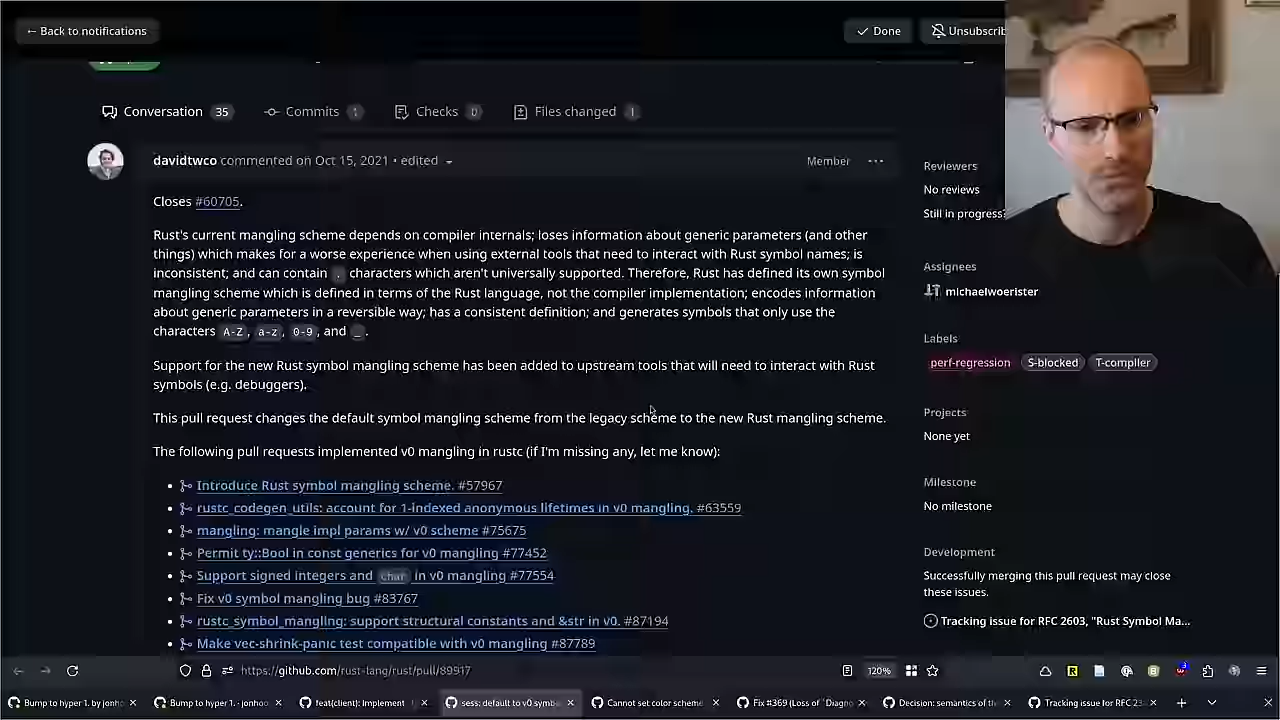 ← Back to notifications
Done
Unsubscrib
Conversation 35
Commits 1
Checks 0
Files changed 1
davidtwco commented on Oct 15, 2021 • edited
Member
Closes #60705.
Rust's current mangling scheme depends on compiler internals; loses information about generic parameters (and other
things) which makes for a worse experience when using external tools that need to interact with Rust symbol names; is
inconsistent; and can contain . characters which aren't universally supported. Therefore, Rust has defined its own symbol
mangling scheme which is defined in terms of the Rust language, not the compiler implementation; encodes information
about generic parameters in a reversible way; has a consistent definition; and generates symbols that only use the
characters A-Z, a-z, 0-9, and _.
Support for the new Rust symbol mangling scheme has been added to upstream tools that will need to interact with Rust
symbols (e.g. debuggers).
This pull request changes the default symbol mangling scheme from the legacy scheme to the new Rust mangling scheme.
The following pull requests implemented v0 mangling in rustc (if I'm missing any, let me know):
• Introduce Rust symbol mangling scheme. #57967
• rustc_codegen_utils: account for 1-indexed anonymous lifetimes in v0 mangling. #63559
• mangling: mangle impl params w/ v0 scheme #75675
• Permit ty::Bool in const generics for v0 mangling #77452
• Support signed integers and char in v0 mangling #77554
• Fix v0 symbol mangling bug #83767
• rustc_symbol_mangling: support structural constants and &str in v0. #87194
• Make vec-shrink-panic test compatible with v0 mangling #87789
Reviewers
No reviews
Still in progress?
Assignees
michaelwoerister
Labels
perf-regression S-blocked T-compiler
Projects
None yet
Milestone
No milestone
Development
Successfully merging this pull request may close
these issues.
Tracking issue for RFC 2603, "Rust Symbol Ma...
https://github.com/rust-lang/rust/pull/89917
120%
Bump to hyper 1. by jonho
Bump to hyper 1. · jonhoo
feat(client): implement
sess: default to v0 symb
Cannot set color scheme
Fix #369 (Loss of "Diagno
Decision: semantics of th
Tracking issue for RFC 23